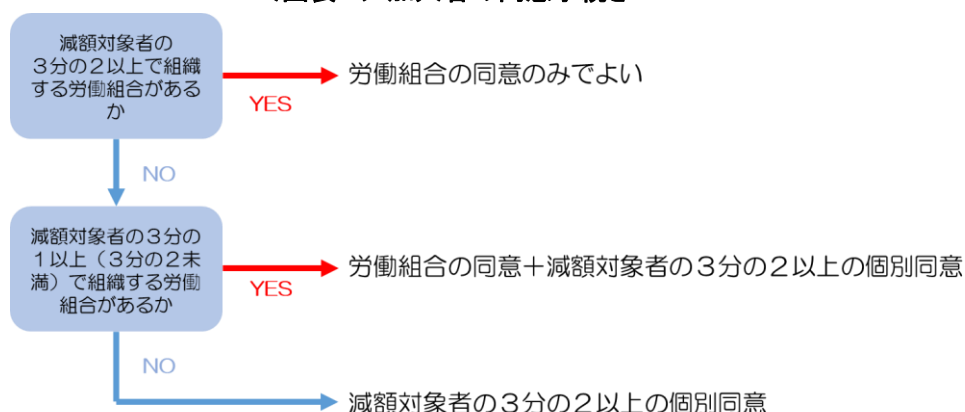 減額対象者の
３分の２以上で組織
する労働組合がある
か
労働組合の同意のみでよい
YES
NO
減額対象者の３分の
１以上（３分の２未
満）で組織する労働
組合があるか
労働組合の同意＋減額対象者の３分の２以上の個別同意
YES
NO
減額対象者の３分の２以上の個別同意